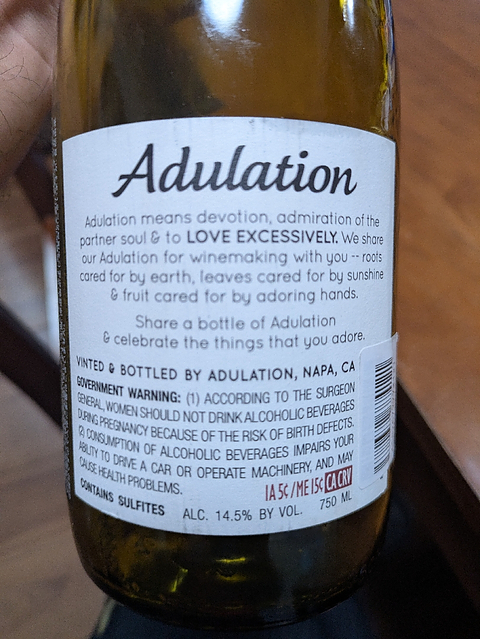 Adulation
Adulation means devotion, admiration of the
partner soul & to LOVE EXCESSIVELY. We share
our Adulation for winemaking with you -- roots
cared for by earth, leaves cared for by sunshine
& fruit cared for by adoring hands.
Share a bottle of Adulation
& celebrate the things that you adore.
VINTED & BOTTLED BY ADULATION, NAPA, CA
GOVERNMENT WARNING: (1) ACCORDING TO THE SURGEON
GENERAL, WOMEN SHOULD NOT DRINK ALCOHOLIC BEVERAGES
DURING PREGNANCY BECAUSE OF THE RISK OF BIRTH DEFECTS.
(2) CONSUMPTION OF ALCOHOLIC BEVERAGES IMPAIRS YOUR
ABILITY TO DRIVE A CAR OR OPERATE MACHINERY, AND MAY
CAUSE HEALTH PROBLEMS.
IA 5¢/ME 15¢ CA CRV
CONTAINS SULFITES ALC. 14.5% BY VOL. 750 ML